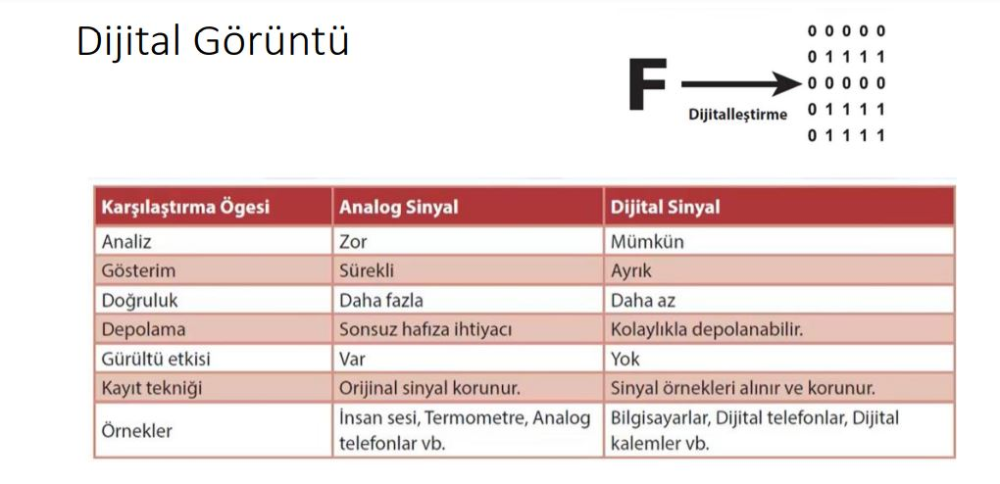 Dijital Görüntü
F
Dijitalleştirme
0 0 0 0 0
0 1 1 1 1
0 0 0 0 0
0 1 1 1 1
0 1 1 1 1
Karşılaştırma Ögesi Analog Sinyal Dijital Sinyal
Analiz Zor Mümkün
Gösterim Sürekli Ayrık
Doğruluk Daha fazla Daha az
Depolama Sonsuz hafıza ihtiyacı Kolaylıkla depolanabilir.
Gürültü etkisi Var Yok
Kayıt tekniği Orijinal sinyal korunur. Sinyal örnekleri alınır ve korunur.
Örnekler İnsan sesi, Termometre, Analog Bilgisayarlar, Dijital telefonlar, Dijital
telefonlar vb. kalemler vb.